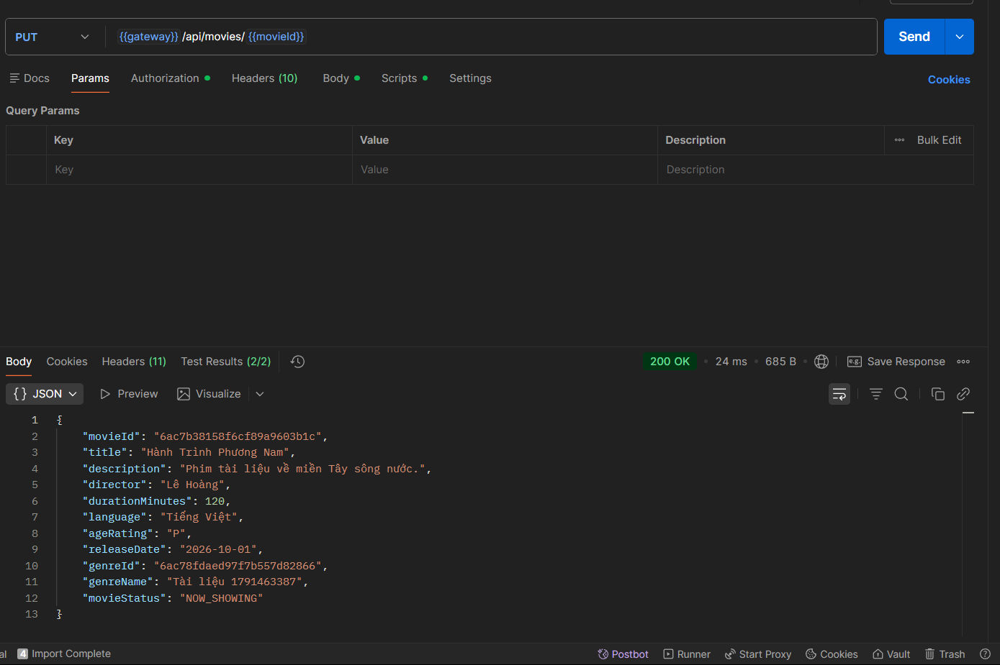 PUT {{gateway}} /api/movies/ {{movieId}} Send
Docs Params Authorization Headers (10) Body Scripts Settings Cookies
Query Params
Key Value Description Bulk Edit
Key Value Description
Body Cookies Headers (11) Test Results (2/2) 200 OK 24 ms 685 B e.g. Save Response
{} JSON Preview Visualize
1 {
2 "movieId": "6ac7b38158f6cf89a9603b1c",
3 "title": "Hành Trình Phương Nam",
4 "description": "Phim tài liệu về miền Tây sông nước.",
5 "director": "Lê Hoàng",
6 "durationMinutes": 120,
7 "language": "Tiếng Việt",
8 "ageRating": "P",
9 "releaseDate": "2026-10-01",
10 "genreId": "6ac78fdaed97f7b557d82866",
11 "genreName": "Tài liệu 1791463387",
12 "movieStatus": "NOW_SHOWING"
13 }
al 4 Import Complete Postbot Runner Start Proxy Cookies Vault Trash